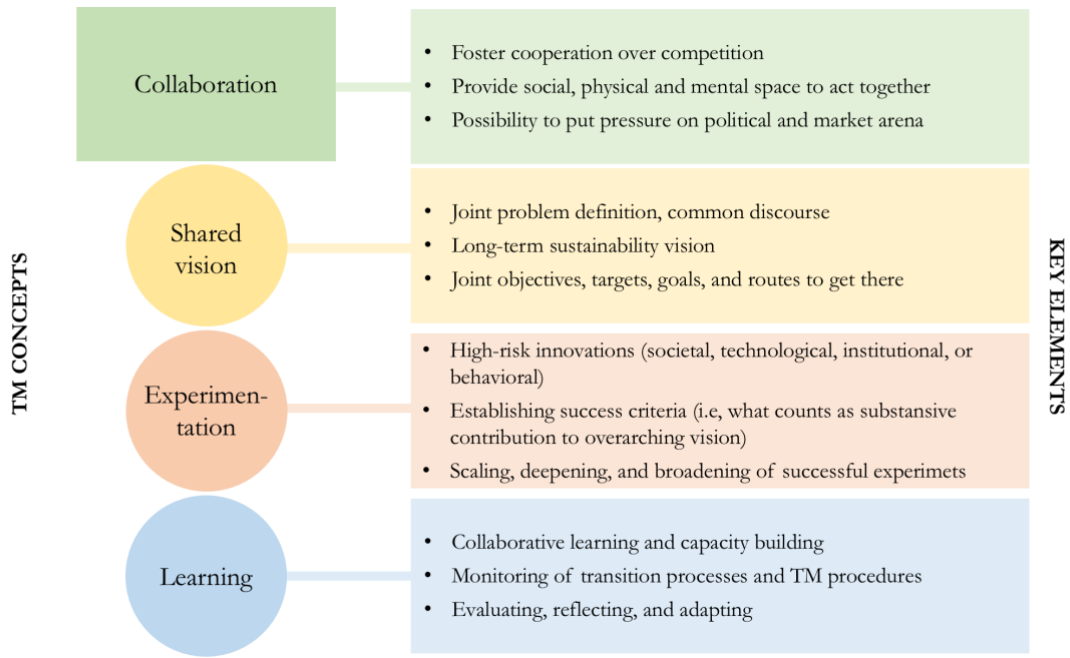 TM CONCEPTS
Collaboration
• Foster cooperation over competition
• Provide social, physical and mental space to act together
• Possibility to put pressure on political and market arena
Shared
vision
• Joint problem definition, common discourse
• Long-term sustainability vision
• Joint objectives, targets, goals, and routes to get there
Experimen-
tation
• High-risk innovations (societal, technological, institutional, or
behavioral)
• Establishing success criteria (i.e, what counts as substansive
contribution to overarching vision)
• Scaling, deepening, and broadening of successful experimets
Learning
• Collaborative learning and capacity building
• Monitoring of transition processes and TM procedures
• Evaluating, reflecting, and adapting
KEY ELEMENTS